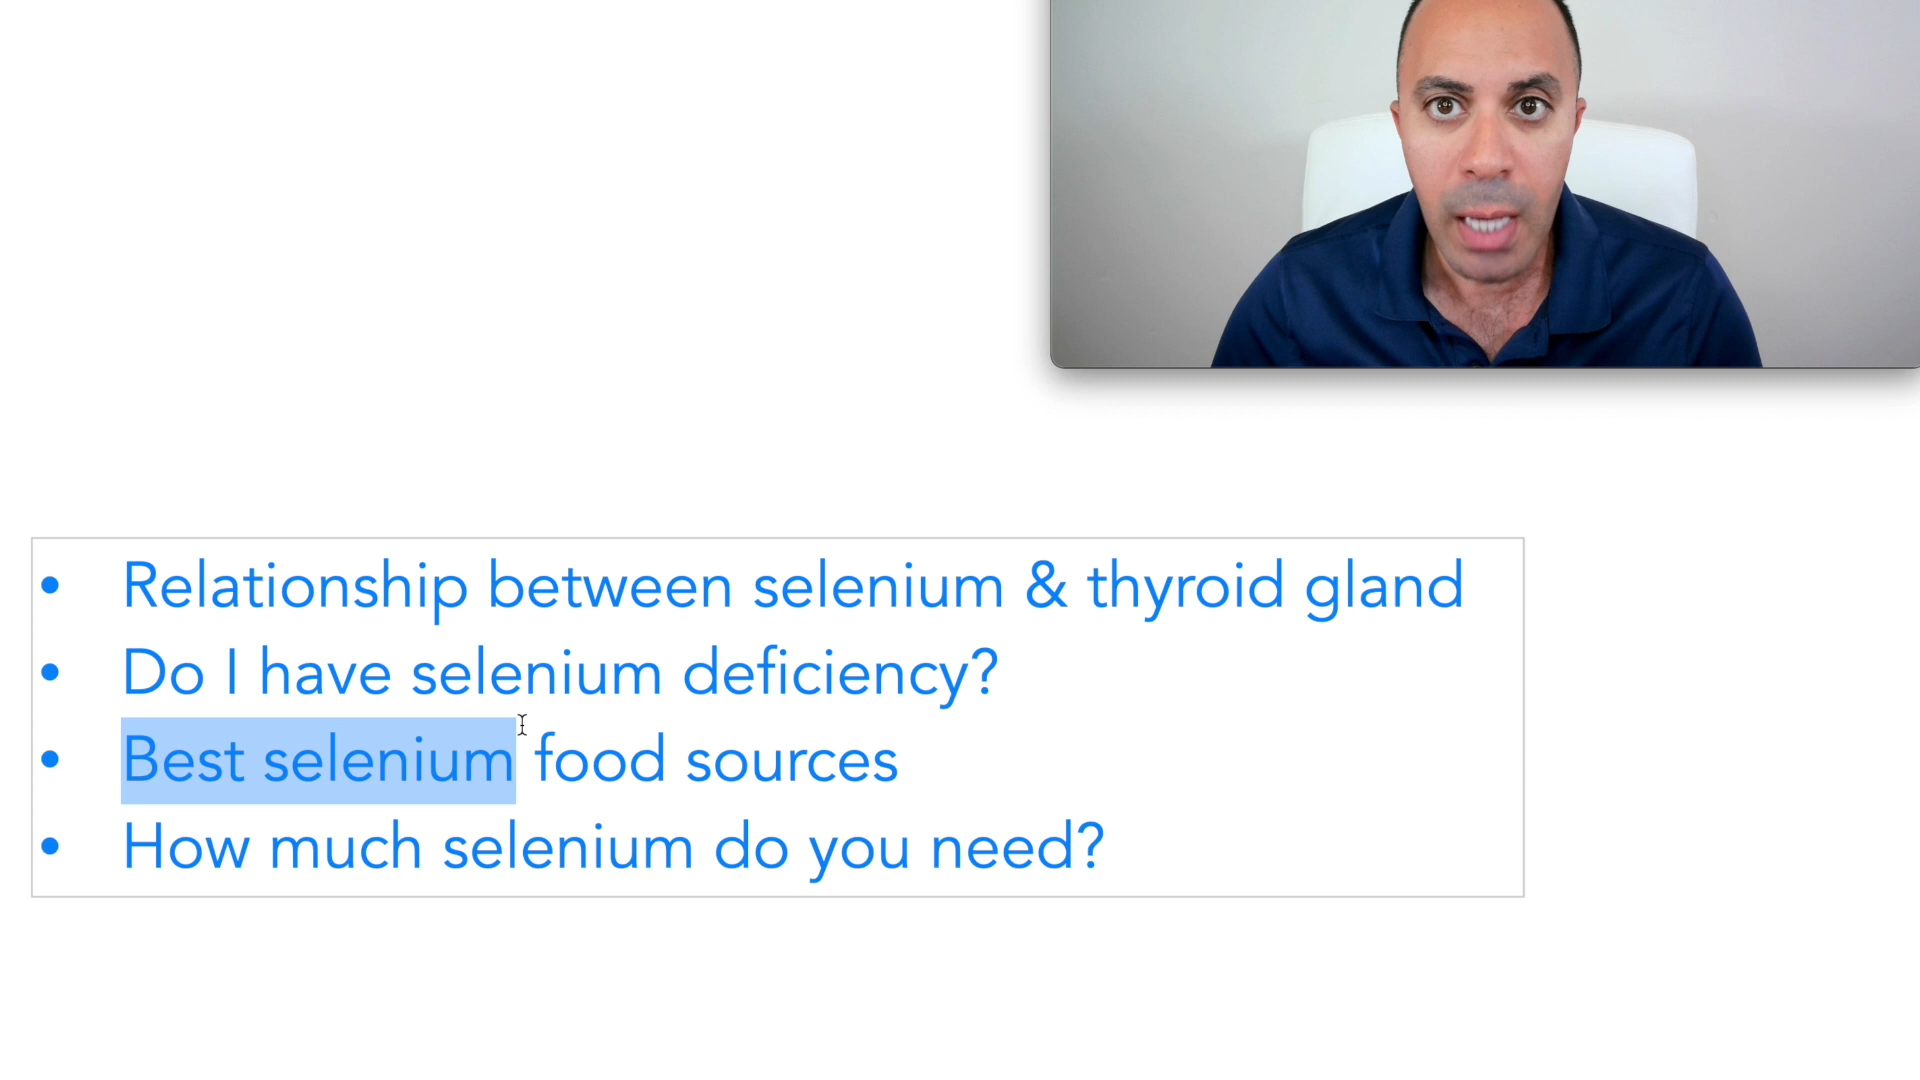 • Relationship between selenium & thyroid gland
• Do I have selenium deficiency?
• Best selenium food sources
• How much selenium do you need?